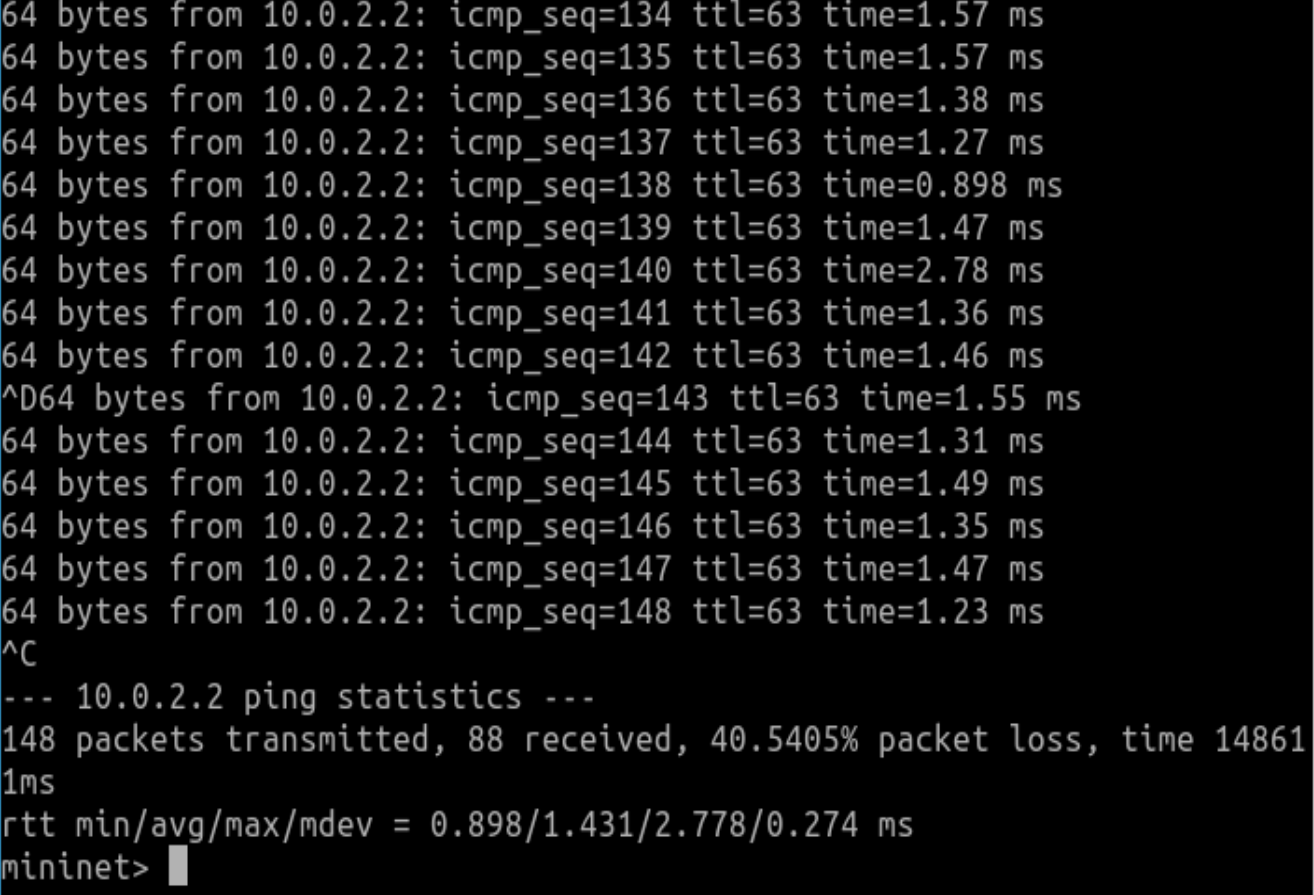 64 bytes from 10.0.2.2: icmp_seq=134 ttl=63 time=1.57 ms
64 bytes from 10.0.2.2: icmp_seq=135 ttl=63 time=1.57 ms
64 bytes from 10.0.2.2: icmp_seq=136 ttl=63 time=1.38 ms
64 bytes from 10.0.2.2: icmp_seq=137 ttl=63 time=1.27 ms
64 bytes from 10.0.2.2: icmp_seq=138 ttl=63 time=0.898 ms
64 bytes from 10.0.2.2: icmp_seq=139 ttl=63 time=1.47 ms
64 bytes from 10.0.2.2: icmp_seq=140 ttl=63 time=2.78 ms
64 bytes from 10.0.2.2: icmp_seq=141 ttl=63 time=1.36 ms
64 bytes from 10.0.2.2: icmp_seq=142 ttl=63 time=1.46 ms
^D64 bytes from 10.0.2.2: icmp_seq=143 ttl=63 time=1.55 ms
64 bytes from 10.0.2.2: icmp_seq=144 ttl=63 time=1.31 ms
64 bytes from 10.0.2.2: icmp_seq=145 ttl=63 time=1.49 ms
64 bytes from 10.0.2.2: icmp_seq=146 ttl=63 time=1.35 ms
64 bytes from 10.0.2.2: icmp_seq=147 ttl=63 time=1.47 ms
64 bytes from 10.0.2.2: icmp_seq=148 ttl=63 time=1.23 ms
^C
--- 10.0.2.2 ping statistics ---
148 packets transmitted, 88 received, 40.5405% packet loss, time 14861
1ms
rtt min/avg/max/mdev = 0.898/1.431/2.778/0.274 ms
mininet>